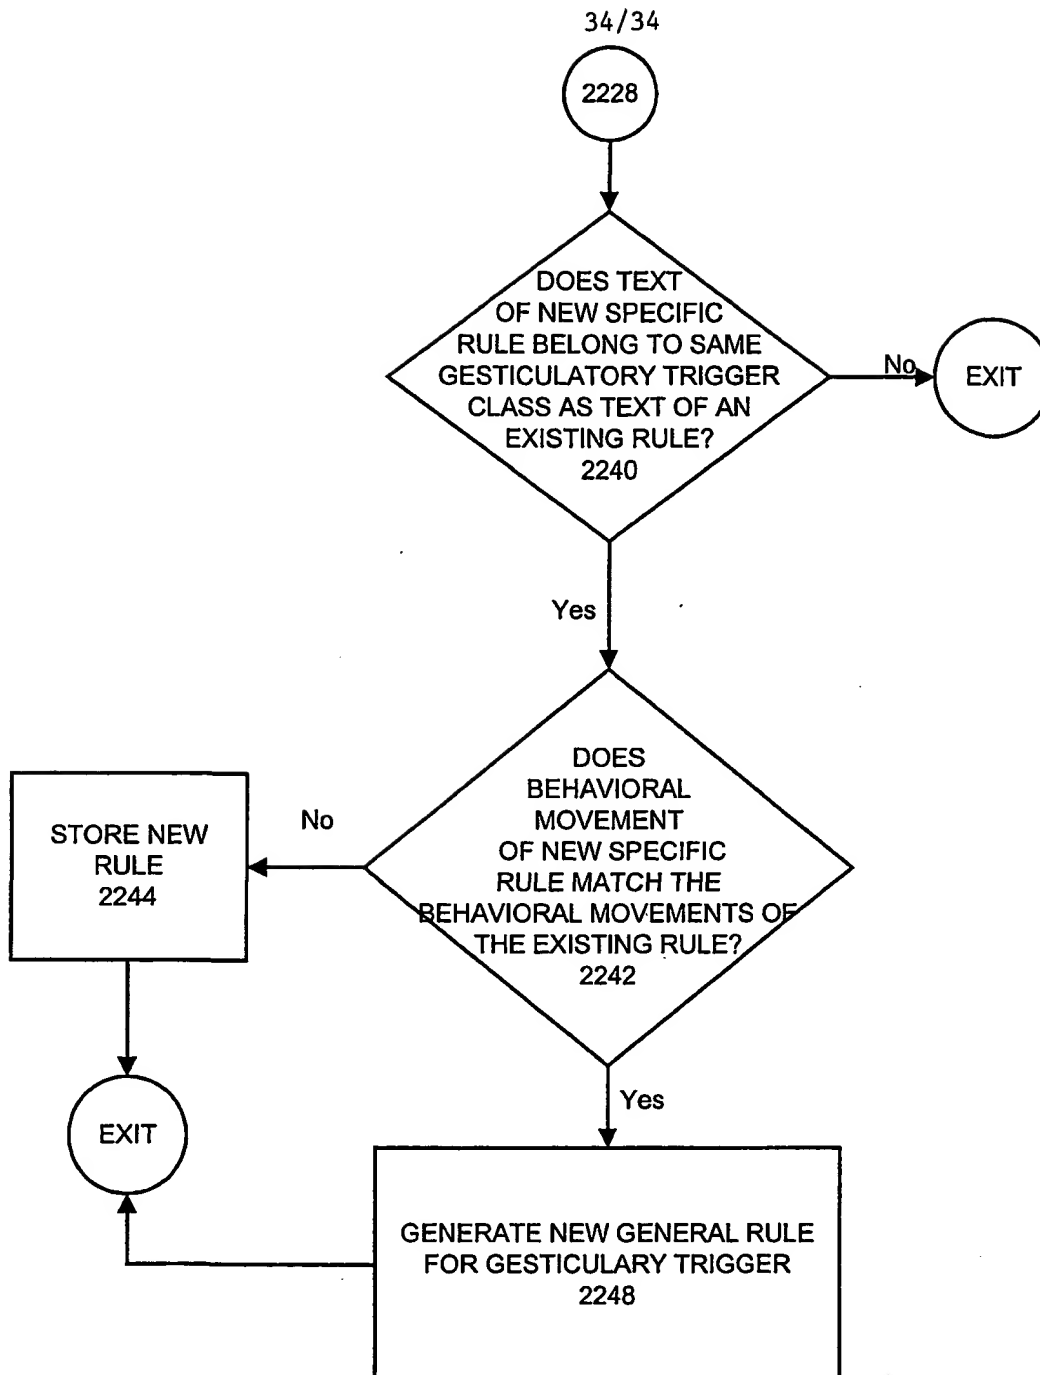 34/34
2228
DOES TEXT
OF NEW SPECIFIC
RULE BELONG TO SAME
GESTICULATORY TRIGGER
CLASS AS TEXT OF AN
EXISTING RULE?
2240
No
EXIT
Yes
DOES
BEHAVIORAL
MOVEMENT
OF NEW SPECIFIC
RULE MATCH THE
BEHAVIORAL MOVEMENTS OF
THE EXISTING RULE?
2242
No
STORE NEW
RULE
2244
EXIT
Yes
GENERATE NEW GENERAL RULE
FOR GESTICULARY TRIGGER
2248